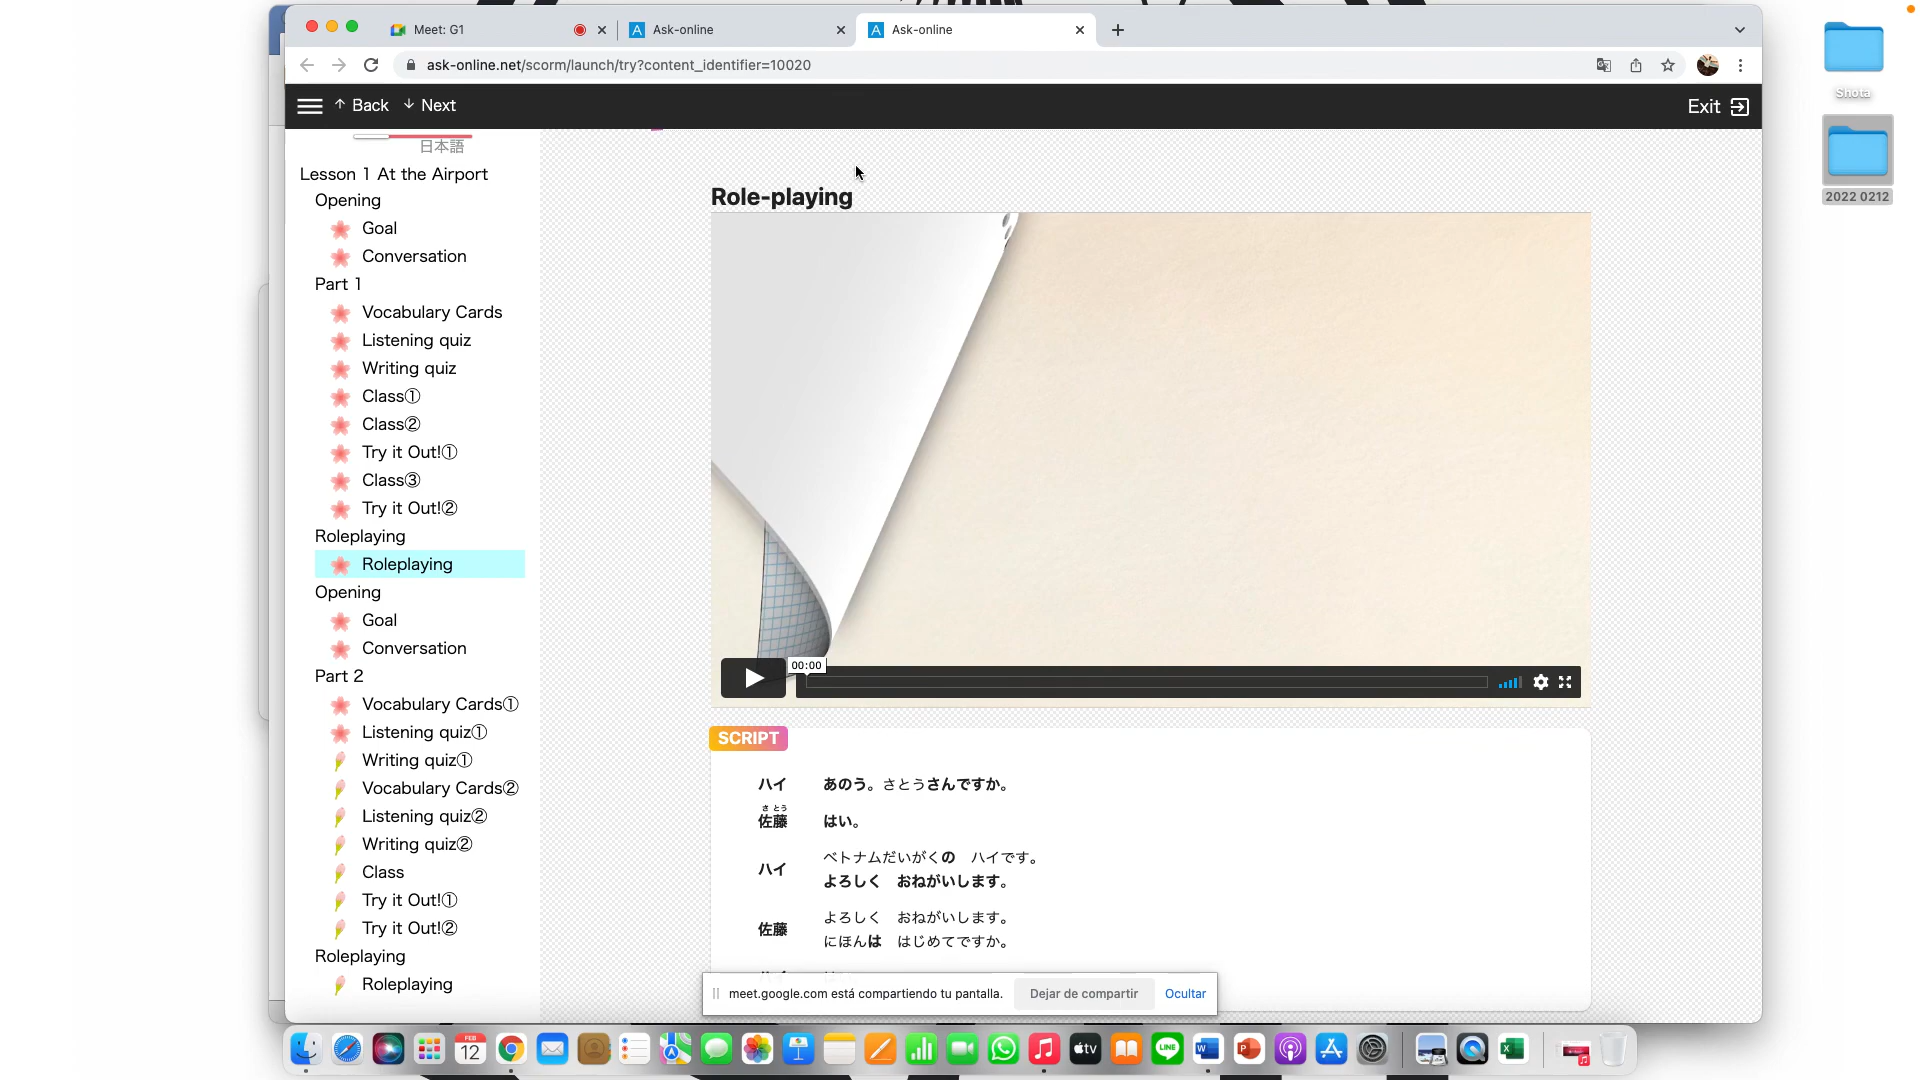 Meet: G1
Ask-online
Ask-online
ask-online.net/scorm/launch/try?content_identifier=10020
Back
Next
Exit
日本語
Lesson 1 At the Airport
Opening
Goal
Conversation
Part 1
Vocabulary Cards
Listening quiz
Writing quiz
Class①
Class②
Try it Out!①
Class③
Try it Out!②
Roleplaying
Roleplaying
Opening
Goal
Conversation
Part 2
Vocabulary Cards①
Listening quiz①
Writing quiz①
Vocabulary Cards②
Listening quiz②
Writing quiz②
Class
Try it Out!①
Try it Out!②
Roleplaying
Roleplaying
Role-playing
00:00
SCRIPT
ハイ あのう。さとうさんですか。
さ とう
佐藤 はい。
ハイ
ベトナムだいがくの ハイです。
よろしく おねがいします。
佐藤
よろしく おねがいします。
にほんは はじめてですか。
meet.google.com está compartiendo tu pantalla.
Dejar de compartir
Ocultar
Shota
2022 0212
FEB
12
tv
LINE